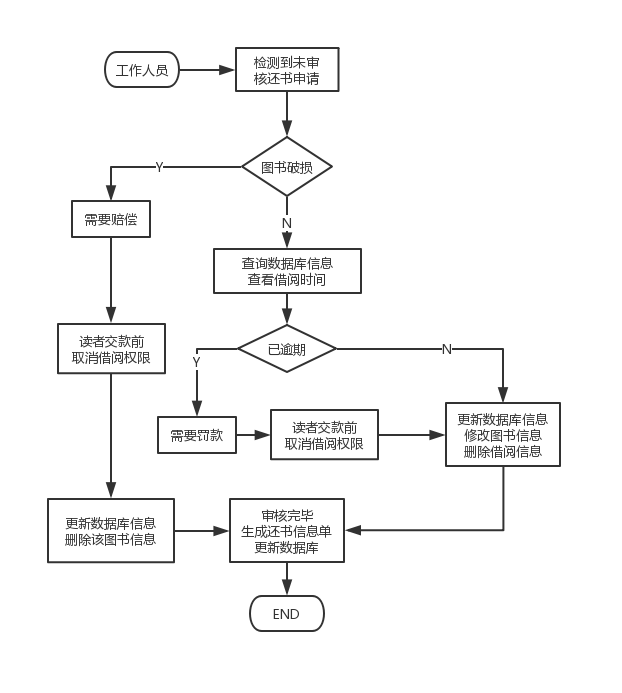 工作人员
检测到未审
核还书申请
图书破损
Y
需要赔偿
N
查询数据库信息
查看借阅时间
读者交款前
取消借阅权限
已逾期
Y
N
需要罚款
读者交款前
取消借阅权限
更新数据库信息
修改图书信息
删除借阅信息
更新数据库信息
删除该图书信息
审核完毕
生成还书信息单
更新数据库
END